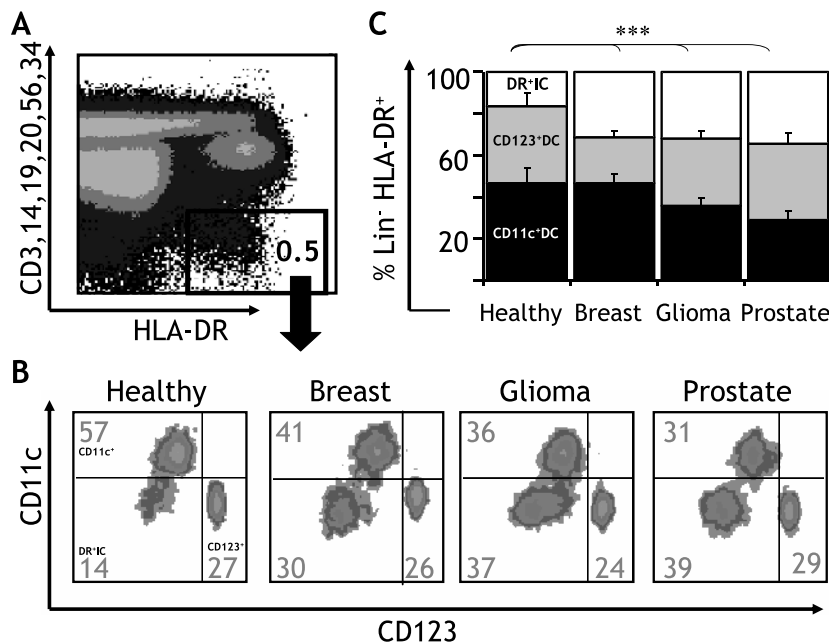 A
CD3,14,19,20,56,34
0.5
HLA-DR
C
***
% Lin⁻ HLA-DR⁺
100
60
20
DR⁺IC
CD123⁺DC
CD11c⁺DC
Healthy Breast Glioma Prostate
B
Healthy Breast Glioma Prostate
CD11c
57 41 36 31
CD11c⁺
DR⁺IC CD123⁺
14 27 30 26 37 24 39 29
CD123